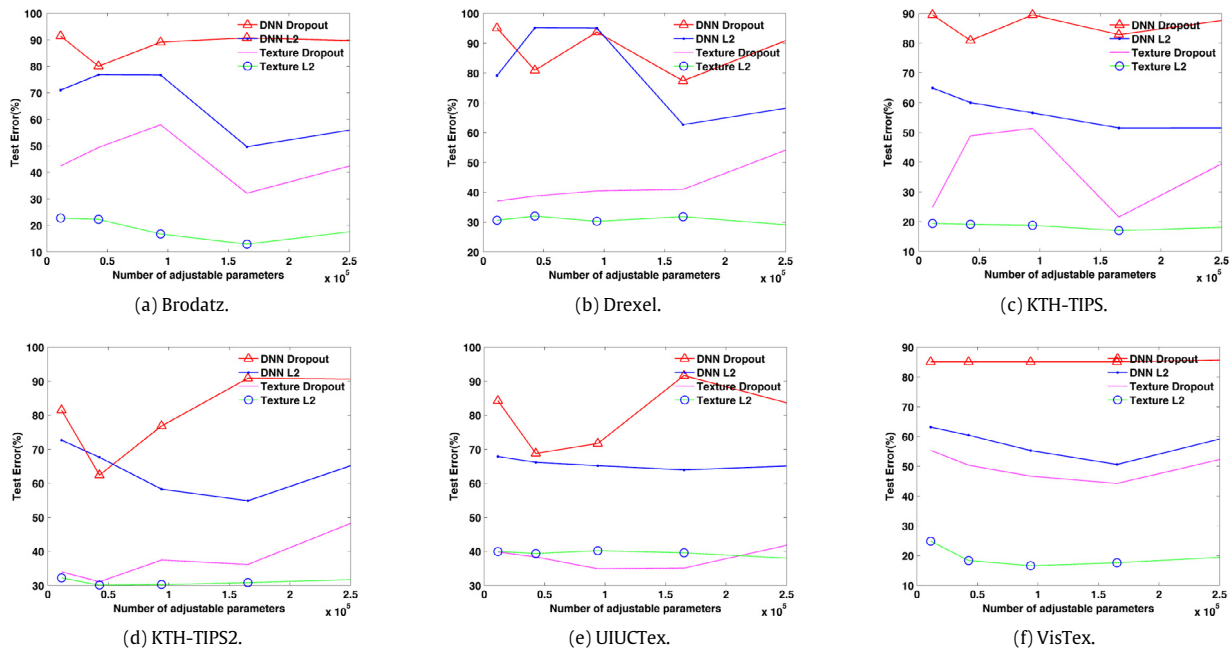 100
90
80
70
60
50
40
30
20
10
Test Error(%)
0 0.5 1 1.5 2 2.5
x 10^5
Number of adjustable parameters
DNN Dropout
DNN L2
Texture Dropout
Texture L2
(a) Brodatz.
100
90
80
70
60
50
40
30
20
Test Error(%)
0 0.5 1 1.5 2 2.5
x 10^5
Number of adjustable parameters
DNN Dropout
DNN L2
Texture Dropout
Texture L2
(b) Drexel.
90
80
70
60
50
40
30
20
10
Test Error(%)
0 0.5 1 1.5 2 2.5
x 10^5
Number of adjustable parameters
DNN Dropout
DNN L2
Texture Dropout
Texture L2
(c) KTH-TIPS.
100
90
80
70
60
50
40
30
Test Error(%)
0 0.5 1 1.5 2 2.5
x 10^5
Number of adjustable parameters
DNN Dropout
DNN L2
Texture Dropout
Texture L2
(d) KTH-TIPS2.
100
90
80
70
60
50
40
30
Test Error(%)
0 0.5 1 1.5 2 2.5
x 10^5
Number of adjustable parameters
DNN Dropout
DNN L2
Texture Dropout
Texture L2
(e) UIUCTex.
90
80
70
60
50
40
30
20
10
Test Error(%)
0 0.5 1 1.5 2 2.5
x 10^5
Number of adjustable parameters
DNN Dropout
DNN L2
Texture Dropout
Texture L2
(f) VisTex.